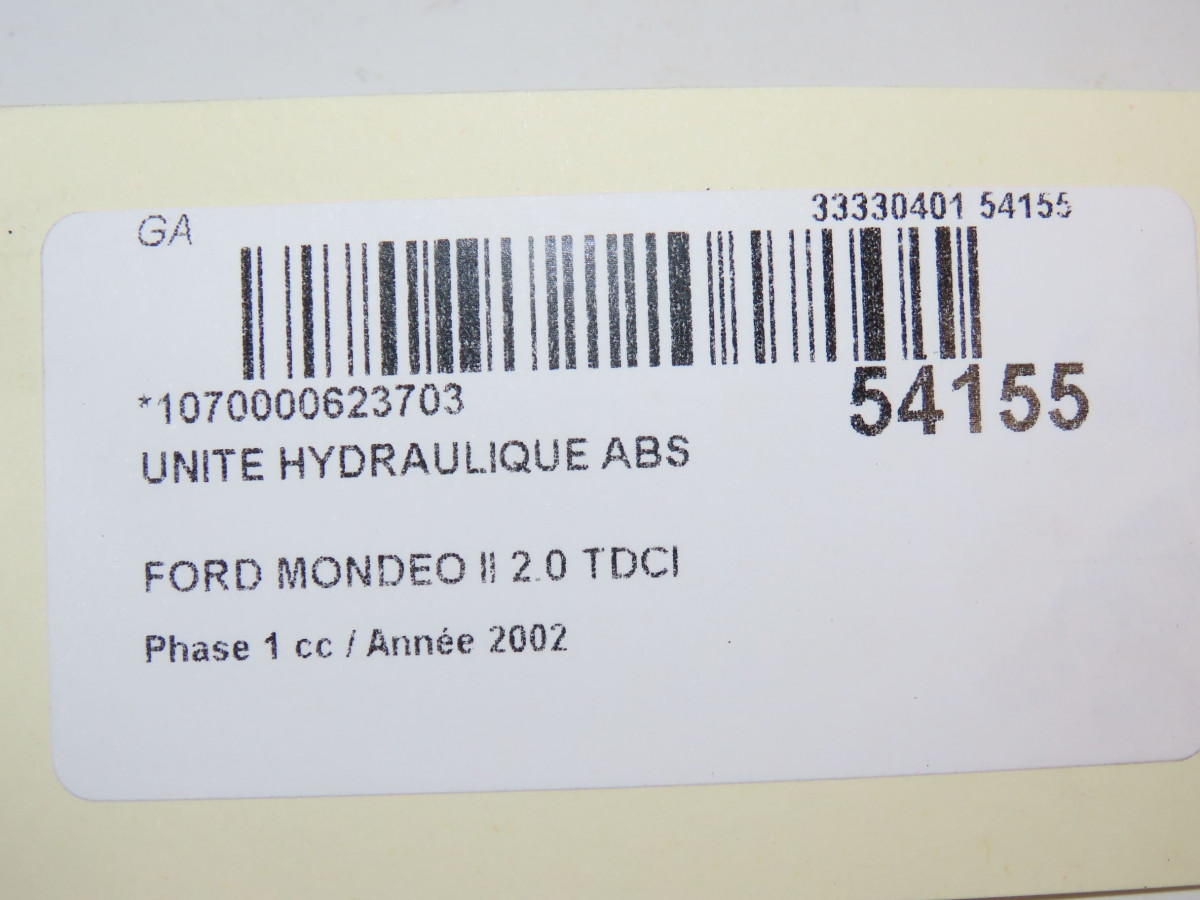 GA
33330401 54155
*1070000623703
54155
UNITE HYDRAULIQUE ABS
FORD MONDEO II 2.0 TDCI
Phase 1 cc / Année 2002